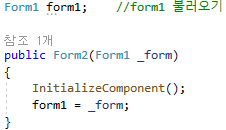 Form1 form1;    //form1 불러오기
참조 1개
public Form2(Form1 _form)
{
    InitializeComponent();
    form1 = _form;
}